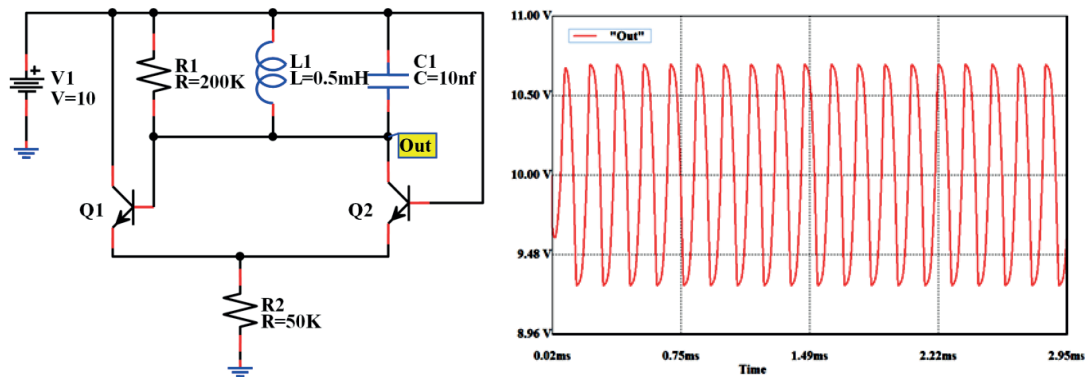 V1
V=10
R1
R=200K
L1
L=0.5mH
C1
C=10nf
Out
Q1
Q2
R2
R=50K
"Out"
11.00 V
10.50 V
10.00 V
9.48 V
8.96 V
0.02ms
0.75ms
1.49ms
2.22ms
2.95ms
Time